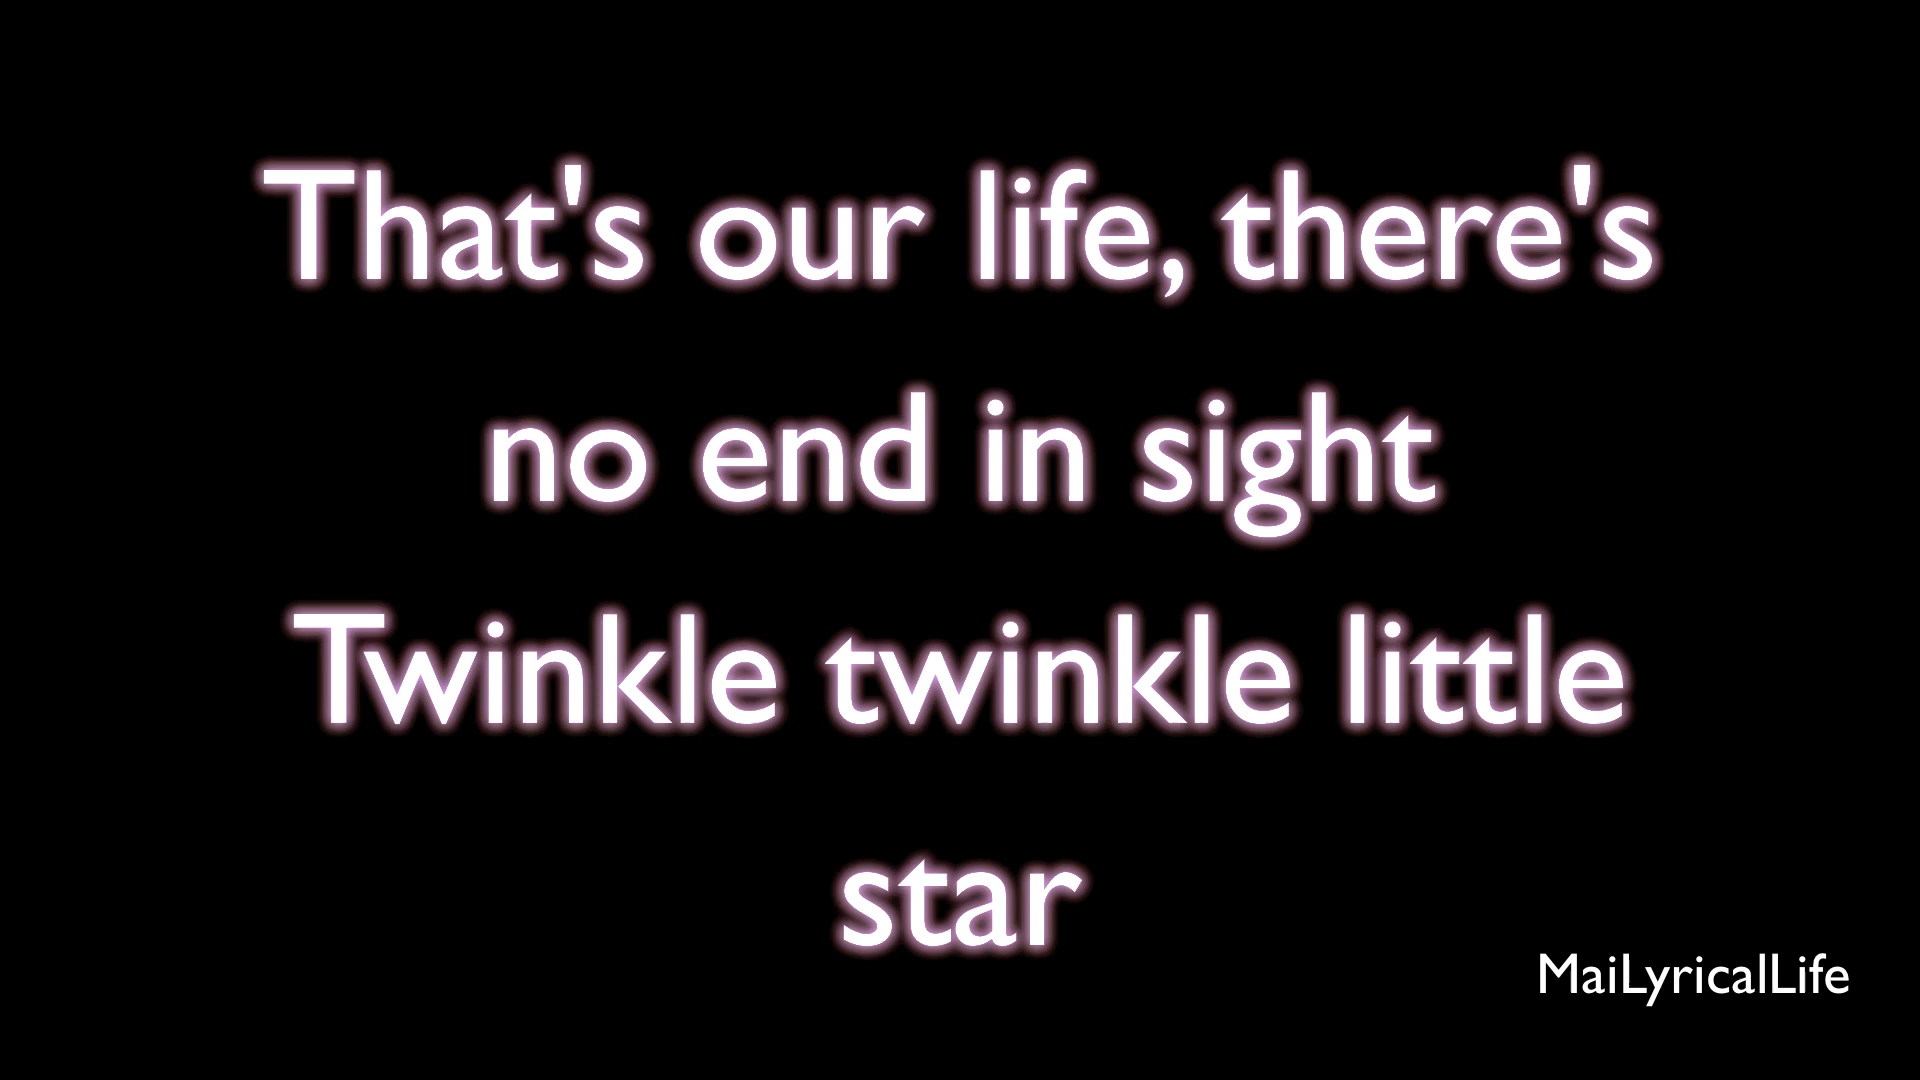 That's our life, there's
no end in sight
Twinkle twinkle little
star
MaiLyricalLife